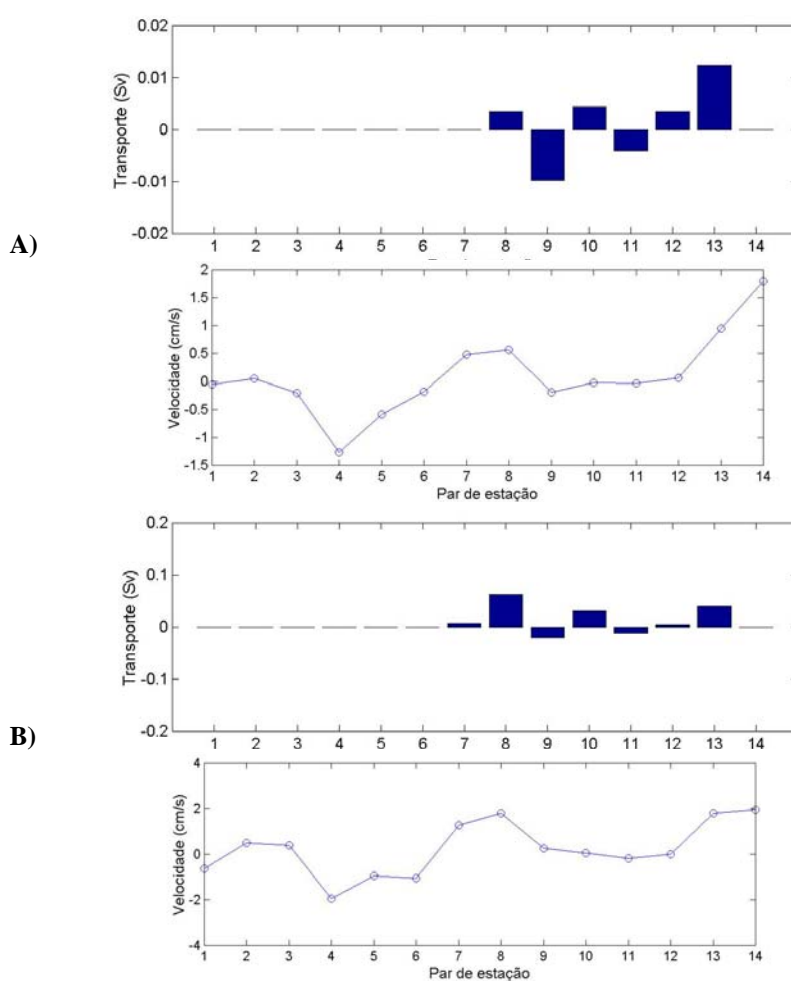 0.02
0.01
0
-0.01
-0.02
Transporte (Sv)
1 2 3 4 5 6 7 8 9 10 11 12 13 14
A)
2
1.5
1
0.5
0
-0.5
-1
-1.5
Velocidade (cm/s)
1 2 3 4 5 6 7 8 9 10 11 12 13 14
Par de estação
0.2
0.1
0
-0.1
-0.2
Transporte (Sv)
1 2 3 4 5 6 7 8 9 10 11 12 13 14
B)
4
2
0
-2
-4
Velocidade (cm/s)
1 2 3 4 5 6 7 8 9 10 11 12 13 14
Par de estação